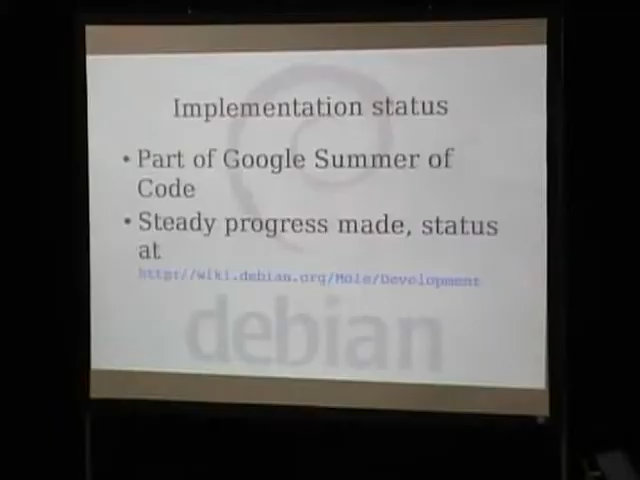 Implementation status
• Part of Google Summer of
Code
• Steady progress made, status
at
http://wiki.debian.org/Mole/Development
debian